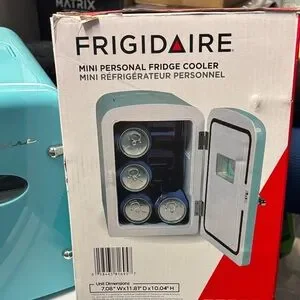 MATRIX
FRIGIDAIRE
MINI PERSONAL FRIDGE COOLER
MINI RÉFRIGÉRATEUR PERSONNEL
Unit Dimensions
7.08" W x 11.81" D x 10.04" H